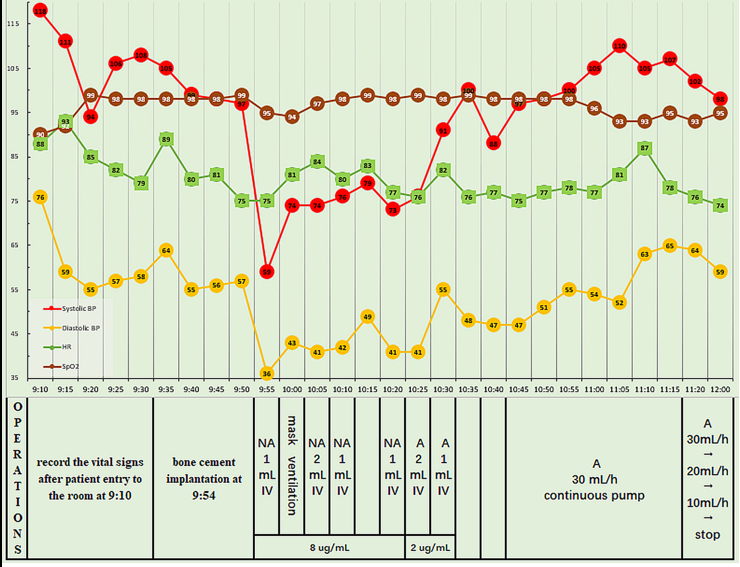 115
105
95
85
75
65
55
45
35
118 111 94 106 108 105 99 97 59 74 74 76 79 73 91 100 88 97 100 105 110 105 107 102 98
90 92 99 98 98 98 98 98 99 95 94 97 98 99 98 99 98 99 98 98 98 98 96 93 93 95 93 95
88 93 85 82 79 89 80 81 75 75 81 84 80 83 77 76 82 76 77 75 77 78 77 81 87 78 76 74
76 59 55 57 58 64 55 56 57 36 43 41 42 49 41 41 55 48 47 47 51 55 54 52 63 65 64 59
Systolic BP
Diastolic BP
HR
SpO2
9:10 9:15 9:20 9:25 9:30 9:35 9:40 9:45 9:50 9:55 10:00 10:05 10:10 10:15 10:20 10:25 10:30 10:35 10:40 10:45 10:50 10:55 11:00 11:05 11:10 11:15 11:20 12:00
OPERATIONS
record the vital signs
after patient entry to
the room at 9:10
bone cement
implantation at
9:54
NA
1
mL
IV
mask ventilation
NA
2
mL
IV
NA
1
mL
IV
NA
1
mL
IV
A
2
mL
IV
A
1
mL
IV
8 ug/mL
2 ug/mL
A
30 mL/h
continuous pump
A
30mL/h
→
20mL/h
→
10mL/h
→
stop